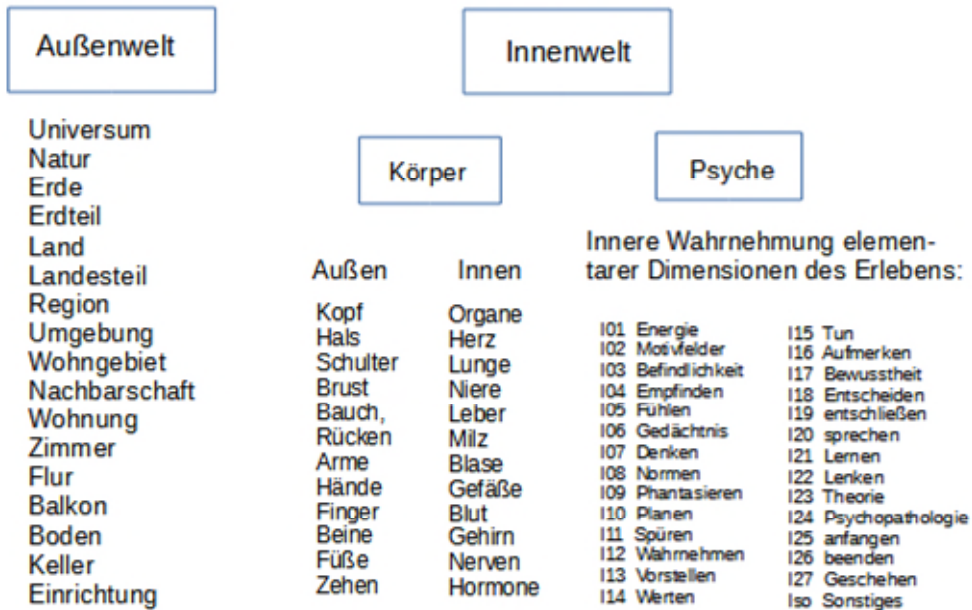 Außenwelt
Innenwelt
Universum
Natur
Erde
Erdteil
Land
Landesteil
Region
Umgebung
Wohngebiet
Nachbarschaft
Wohnung
Zimmer
Flur
Balkon
Boden
Keller
Einrichtung
Körper
Außen
Kopf
Hals
Schulter
Brust
Bauch,
Rücken
Arme
Hände
Finger
Beine
Füße
Zehen
Innen
Organe
Herz
Lunge
Niere
Leber
Milz
Blase
Gefäße
Blut
Gehirn
Nerven
Hormone
Psyche
Innere Wahrnehmung elemen-
tarer Dimensionen des Erlebens:
I01 Energie
I02 Motivfelder
I03 Befindlichkeit
I04 Empfinden
I05 Fühlen
I06 Gedächtnis
I07 Denken
I08 Normen
I09 Phantasieren
I10 Planen
I11 Spüren
I12 Wahrnehmen
I13 Vorstellen
I14 Werten
I15 Tun
I16 Aufmerken
I17 Bewusstheit
I18 Entscheiden
I19 entschließen
I20 sprechen
I21 Lernen
I22 Lenken
I23 Theorie
I24 Psychopathologie
I25 anfangen
I26 beenden
I27 Geschehen
Iso Sonstiges